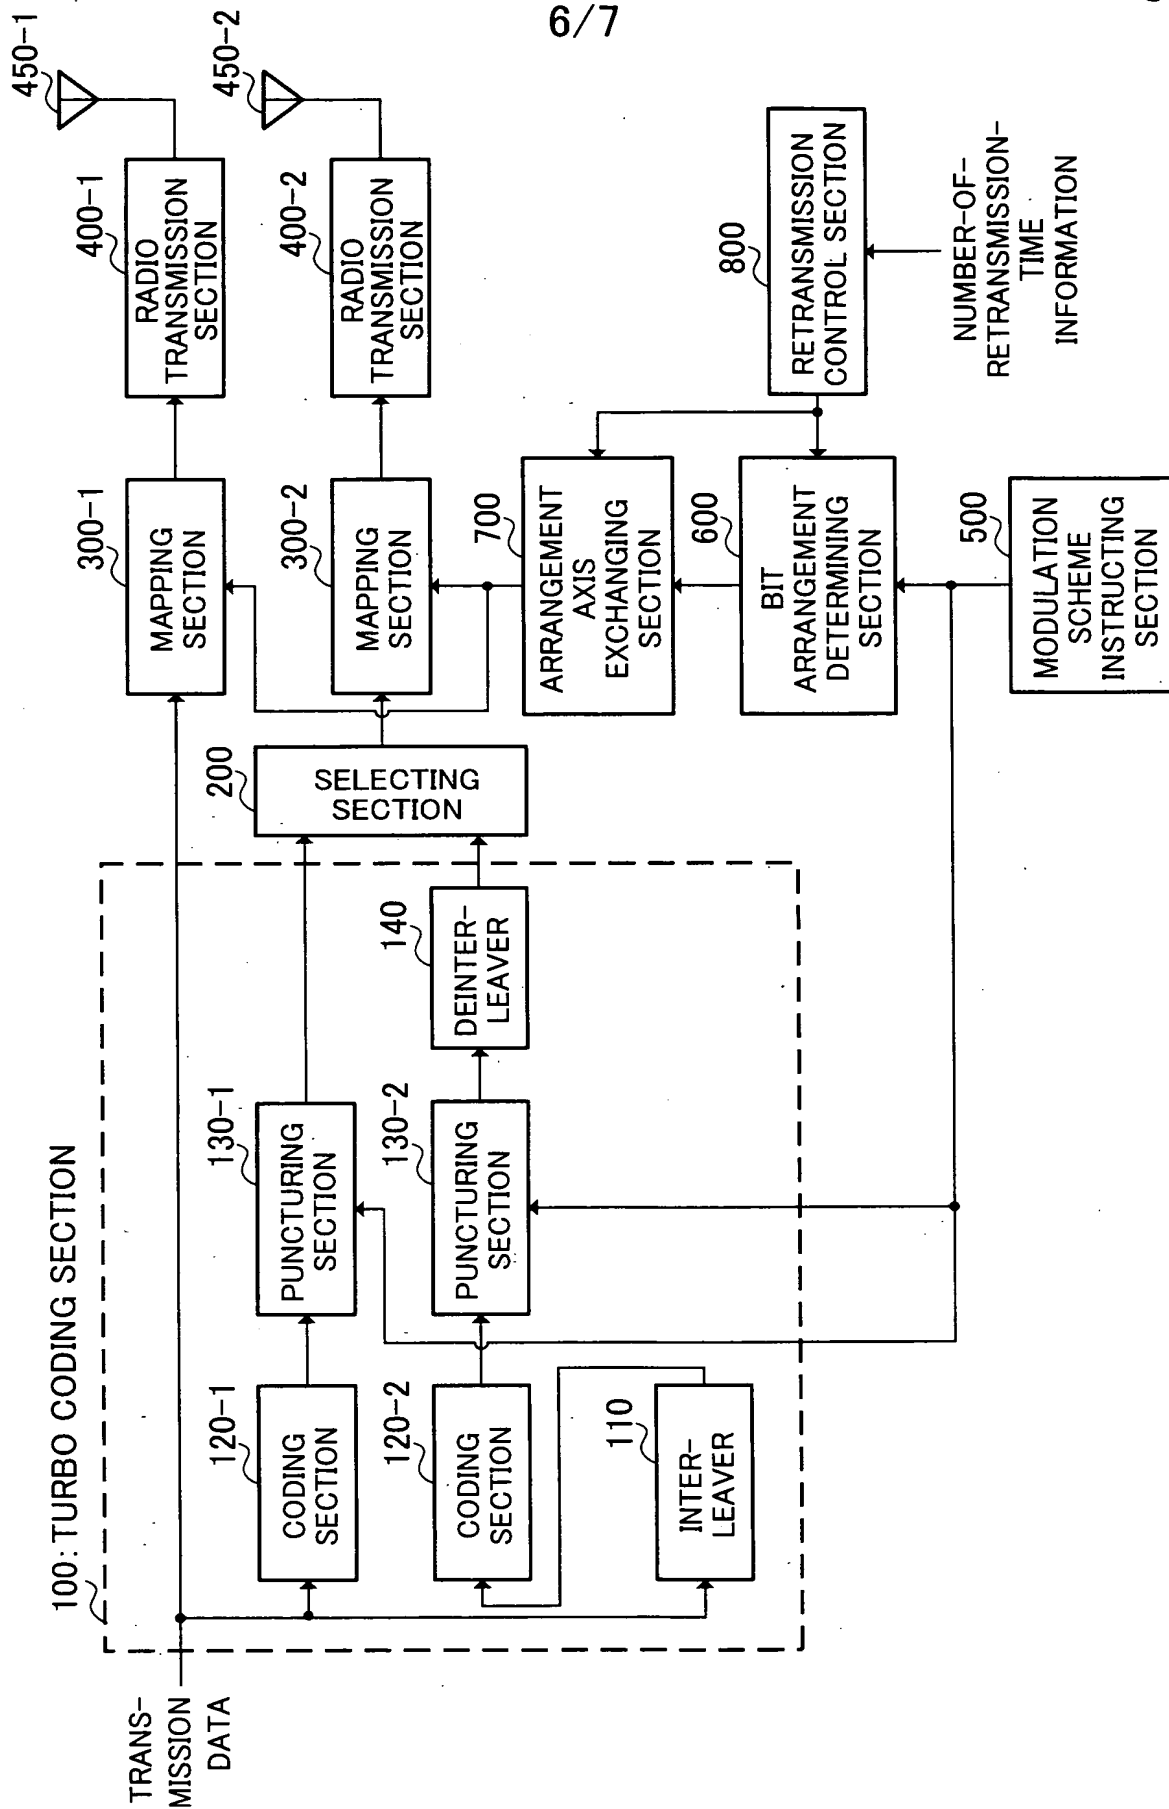 6/7
100: TURBO CODING SECTION
TRANS-
MISSION
DATA
120-1
CODING
SECTION
130-1
PUNCTURING
SECTION
120-2
CODING
SECTION
130-2
PUNCTURING
SECTION
140
DEINTER-
LEAVER
110
INTER-
LEAVER
200
SELECTING
SECTION
300-1
MAPPING
SECTION
400-1
RADIO
TRANSMISSION
SECTION
450-1
300-2
MAPPING
SECTION
400-2
RADIO
TRANSMISSION
SECTION
450-2
700
ARRANGEMENT
AXIS
EXCHANGING
SECTION
600
BIT
ARRANGEMENT
DETERMINING
SECTION
500
MODULATION
SCHEME
INSTRUCTING
SECTION
800
RETRANSMISSION
CONTROL SECTION
NUMBER-OF-
RETRANSMISSION-
TIME
INFORMATION